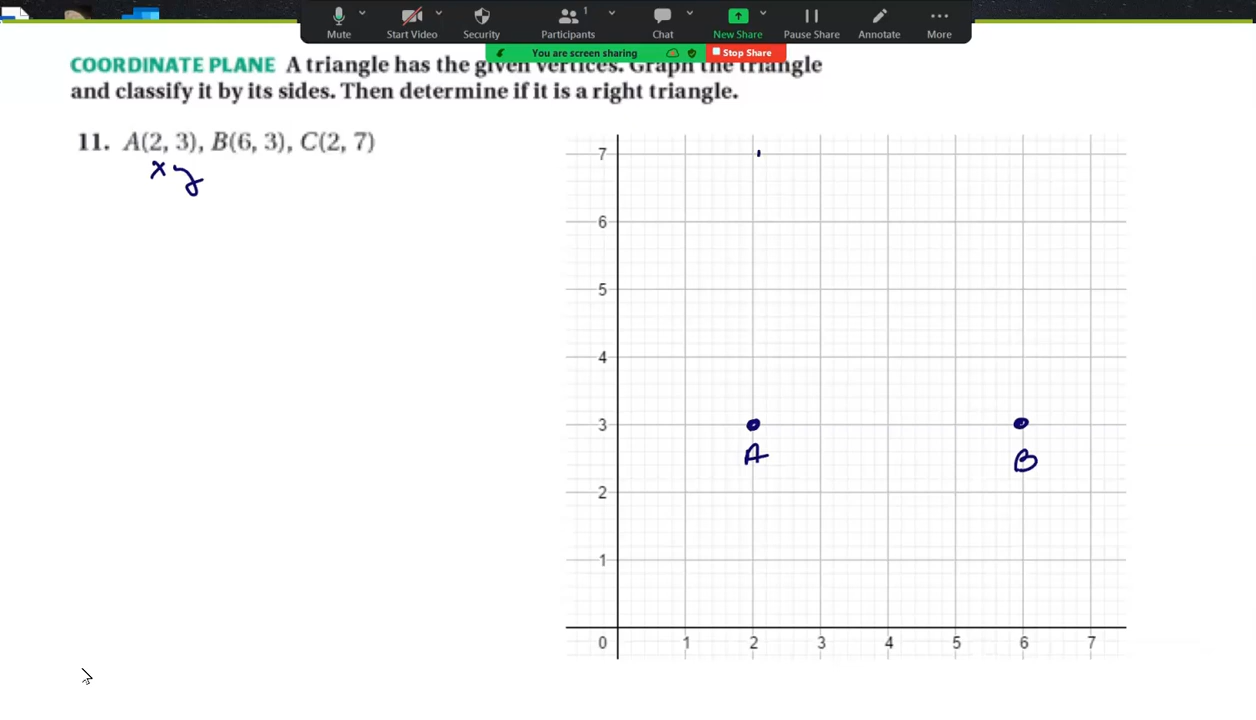 1
Mute Start Video Security Participants Chat New Share Pause Share Annotate More
You are screen sharing Stop Share
COORDINATE PLANE A triangle has the given vertices. Graph the triangle
and classify it by its sides. Then determine if it is a right triangle.
11. A(2, 3), B(6, 3), C(2, 7)
x y
7
6
5
4
3
A B
2
1
0 1 2 3 4 5 6 7